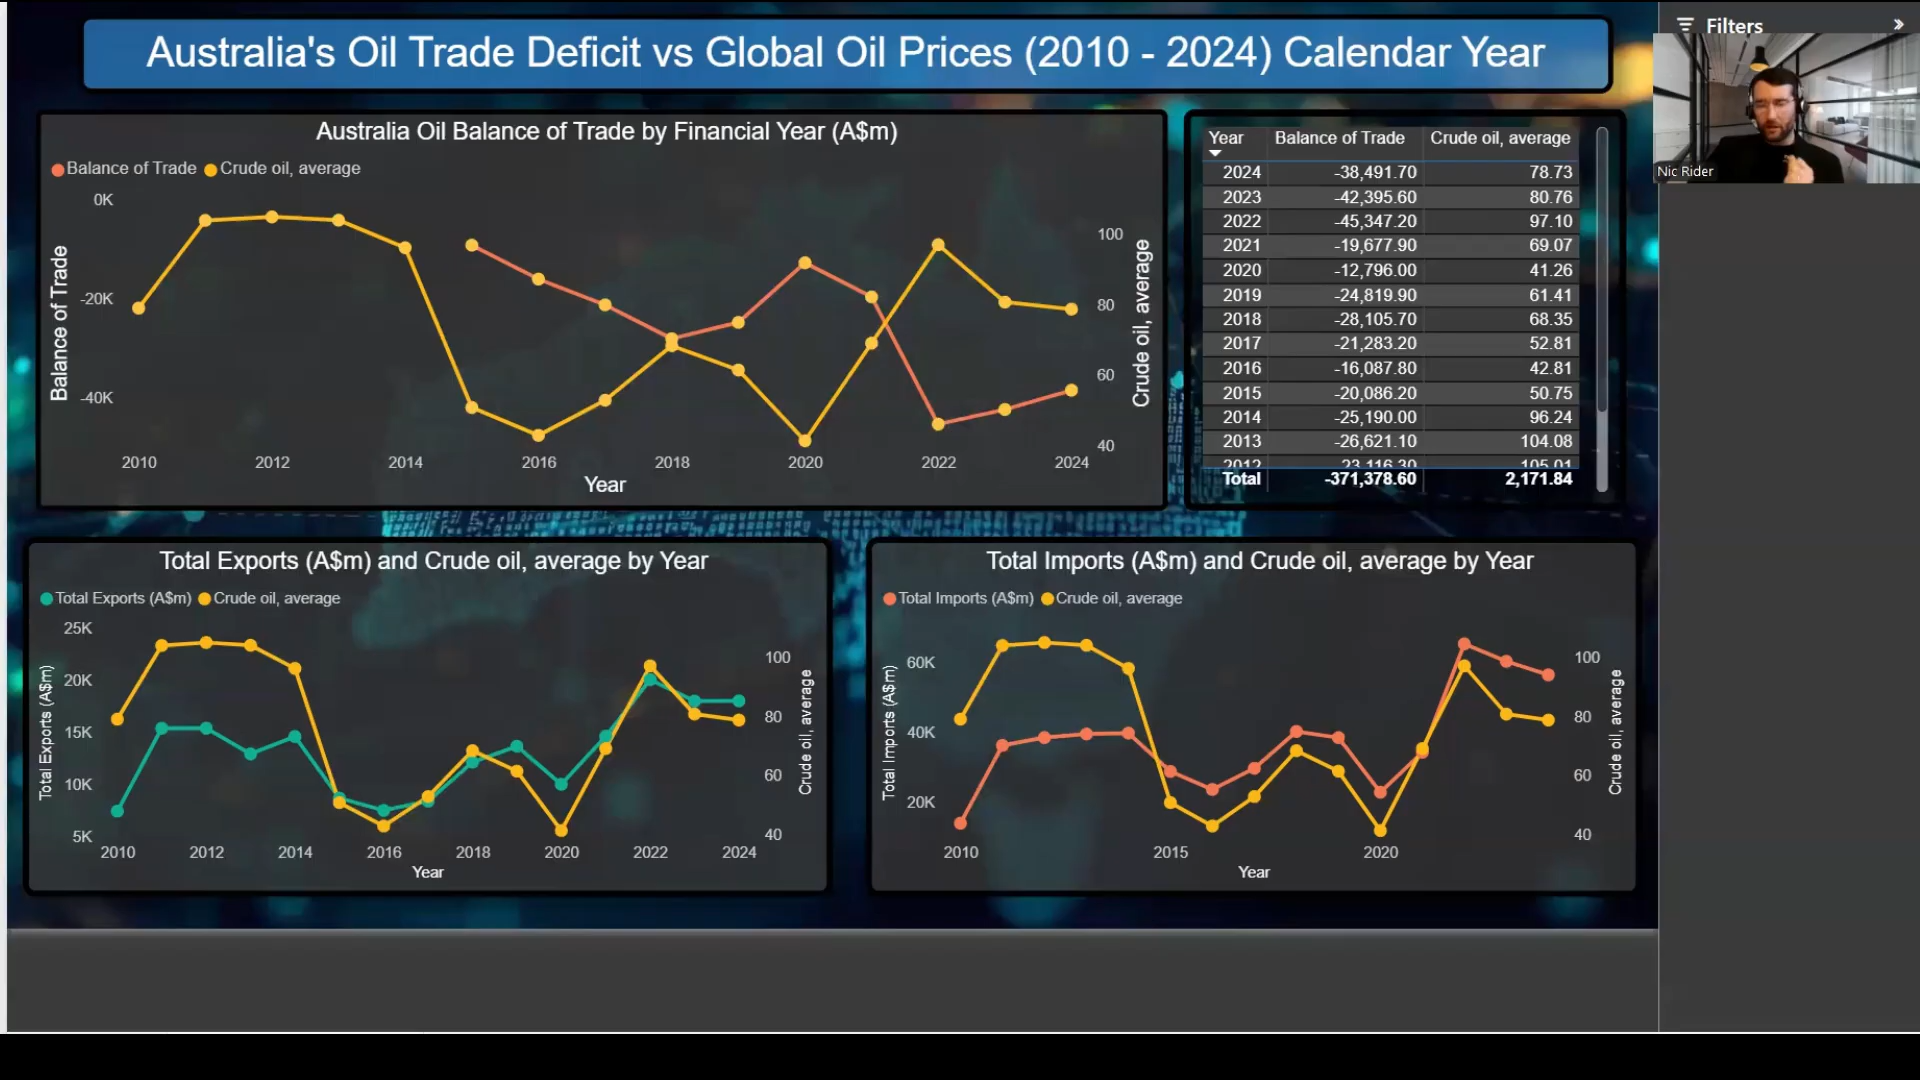 Australia's Oil Trade Deficit vs Global Oil Prices (2010 - 2024) Calendar Year
Filters
Nic Rider
Australia Oil Balance of Trade by Financial Year (A$m)
Balance of Trade Crude oil, average
0K
-20K
-40K
Balance of Trade
100
80
60
40
Crude oil, average
2010 2012 2014 2016 2018 2020 2022 2024
Year
Year Balance of Trade Crude oil, average
2024 -38,491.70 78.73
2023 -42,395.60 80.76
2022 -45,347.20 97.10
2021 -19,677.90 69.07
2020 -12,796.00 41.26
2019 -24,819.90 61.41
2018 -28,105.70 68.35
2017 -21,283.20 52.81
2016 -16,087.80 42.81
2015 -20,086.20 50.75
2014 -25,190.00 96.24
2013 -26,621.10 104.08
2012 -23,116.30 105.01
Total -371,378.60 2,171.84
Total Exports (A$m) and Crude oil, average by Year
Total Exports (A$m) Crude oil, average
25K
20K
15K
10K
5K
Total Exports (A$m)
100
80
60
40
Crude oil, average
2010 2012 2014 2016 2018 2020 2022 2024
Year
Total Imports (A$m) and Crude oil, average by Year
Total Imports (A$m) Crude oil, average
60K
40K
20K
Total Imports (A$m)
100
80
60
40
Crude oil, average
2010 2015 2020
Year